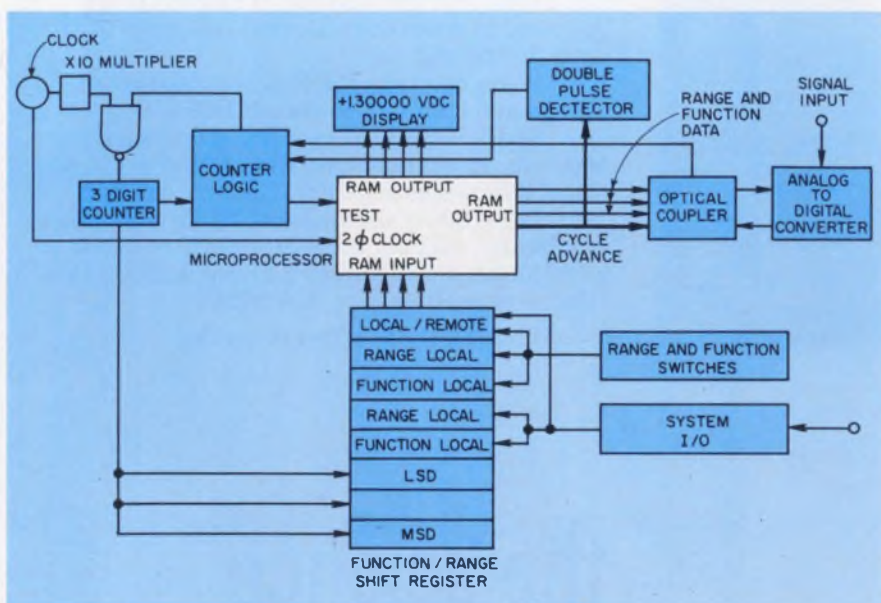 CLOCK
X10 MULTIPLIER
+1.30000 VDC
DISPLAY
DOUBLE
PULSE
DECTECTOR
RANGE AND
FUNCTION
DATA
SIGNAL
INPUT
3 DIGIT
COUNTER
COUNTER
LOGIC
RAM OUTPUT
TEST
2 ϕ CLOCK
RAM INPUT
RAM
OUTPUT
OPTICAL
COUPLER
ANALOG
TO
DIGITAL
CONVERTER
MICROPROCESSOR
CYCLE
ADVANCE
LOCAL / REMOTE
RANGE LOCAL
FUNCTION LOCAL
RANGE LOCAL
FUNCTION LOCAL
LSD
MSD
RANGE AND FUNCTION
SWITCHES
SYSTEM
I/O
FUNCTION / RANGE
SHIFT REGISTER